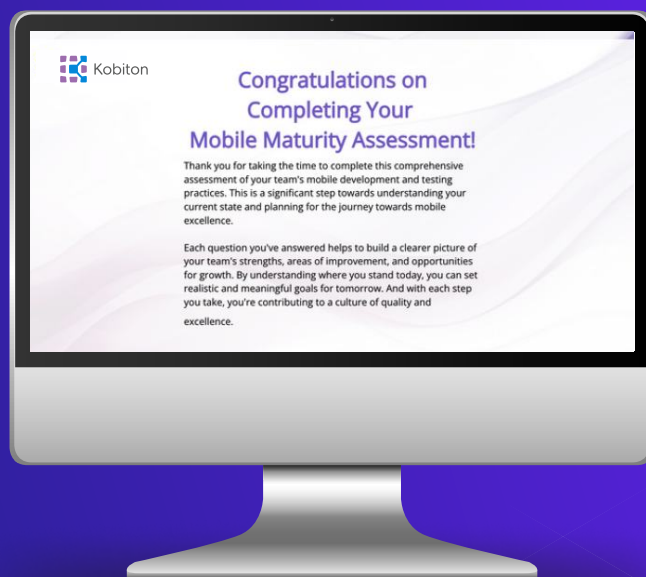 Kobiton
Congratulations on
Completing Your
Mobile Maturity Assessment!
Thank you for taking the time to complete this comprehensive
assessment of your team's mobile development and testing
practices. This is a significant step towards understanding your
current state and planning for the journey towards mobile
excellence.
Each question you've answered helps to build a clearer picture of
your team's strengths, areas of improvement, and opportunities
for growth. By understanding where you stand today, you can set
realistic and meaningful goals for tomorrow. And with each step
you take, you're contributing to a culture of quality and
excellence.